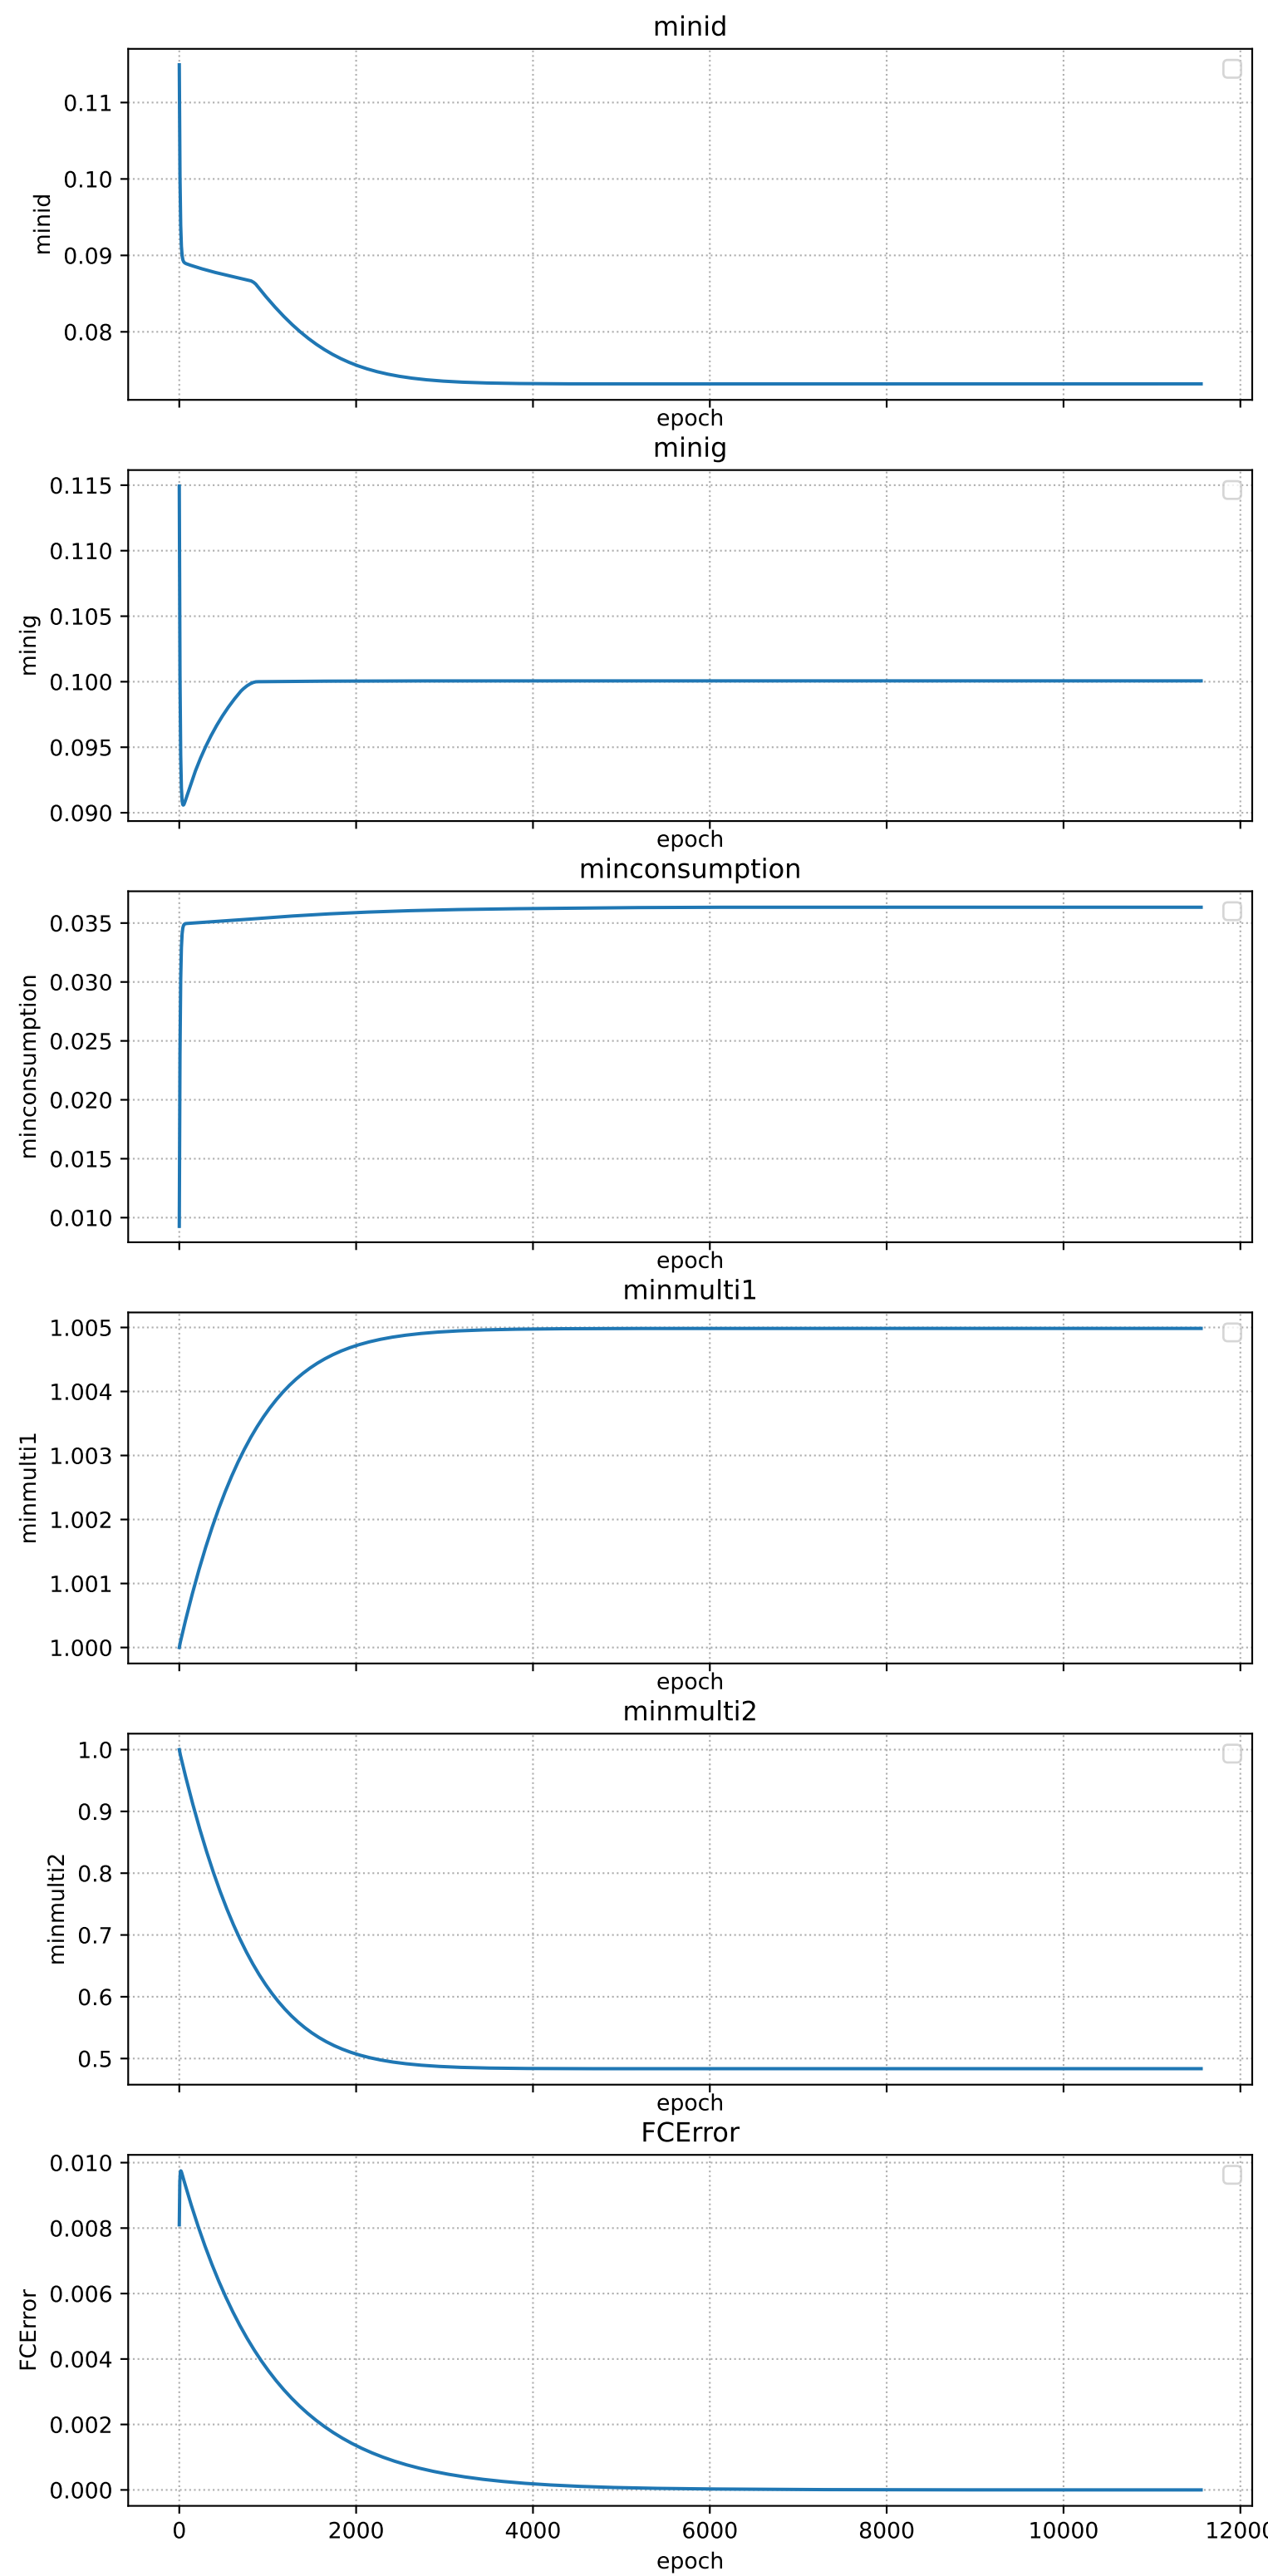 minid
0.11
0.10
0.09
0.08
minid
epoch
minig
0.115
0.110
0.105
0.100
0.095
0.090
minig
epoch
minconsumption
0.035
0.030
0.025
0.020
0.015
0.010
minconsumption
epoch
minmulti1
1.005
1.004
1.003
1.002
1.001
1.000
minmulti1
epoch
minmulti2
1.0
0.9
0.8
0.7
0.6
0.5
minmulti2
epoch
FCError
0.010
0.008
0.006
0.004
0.002
0.000
FCError
0 2000 4000 6000 8000 10000 12000
epoch